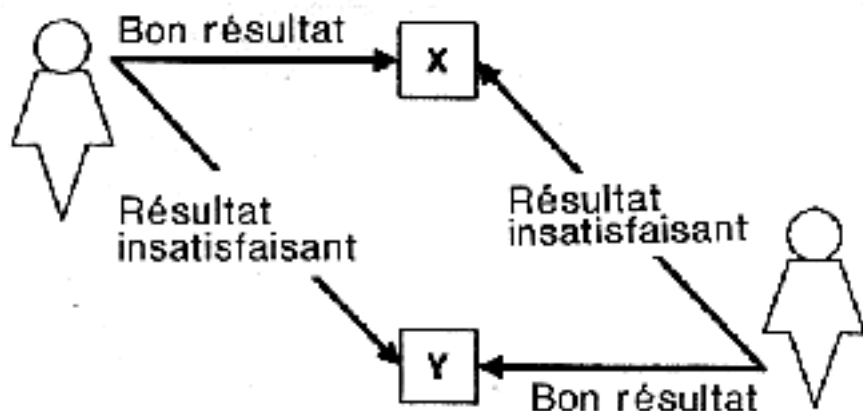 Bon résultat
X
Résultat
insatisfaisant
Résultat
insatisfaisant
Y
Bon résultat